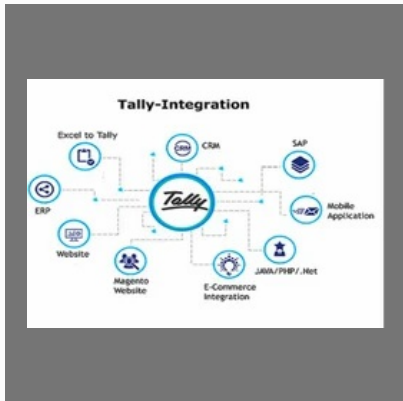 Tally-Integration
Excel to Tally
CRM
CRM
SAP
ERP
Tally
Mobile
Application
Website
Magento
Website
E-Commerce
Integration
JAVA/PHP/.Net